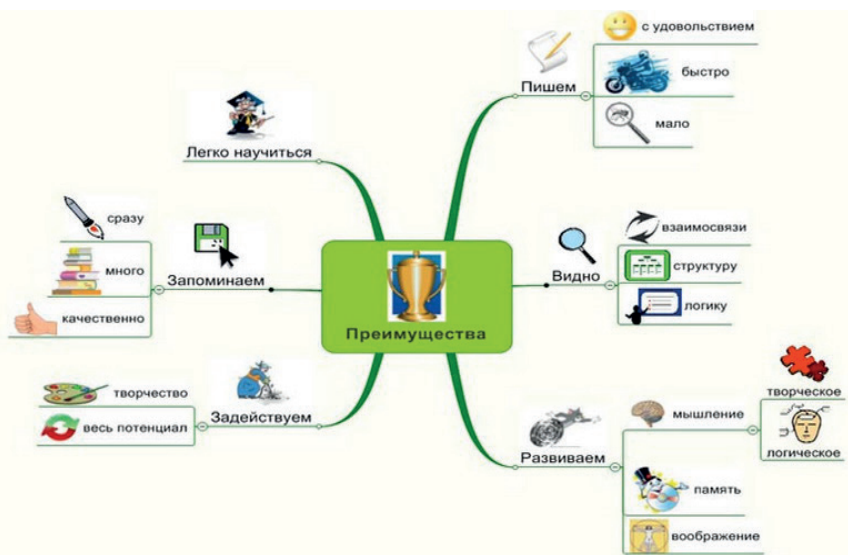 Преимущества
Пишем
с удовольствием
быстро
мало
Видно
взаимосвязи
структуру
логику
Развиваем
мышление
творческое
логическое
память
воображение
Легко научиться
Запоминаем
сразу
много
качественно
Задействуем
творчество
весь потенциал